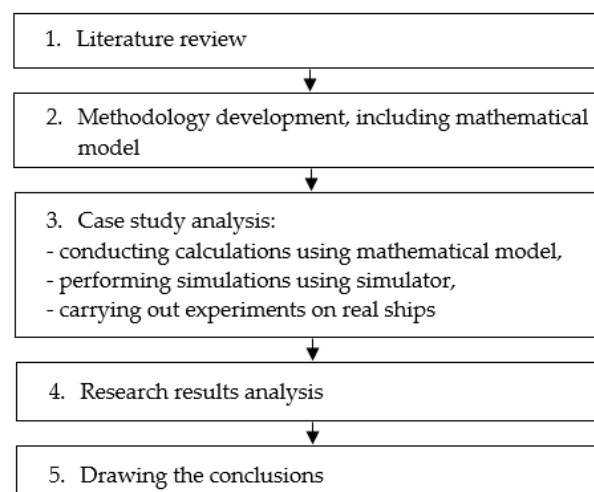 1. Literature review
2. Methodology development, including mathematical
model
3. Case study analysis:
- conducting calculations using mathematical model,
- performing simulations using simulator,
- carrying out experiments on real ships
4. Research results analysis
5. Drawing the conclusions